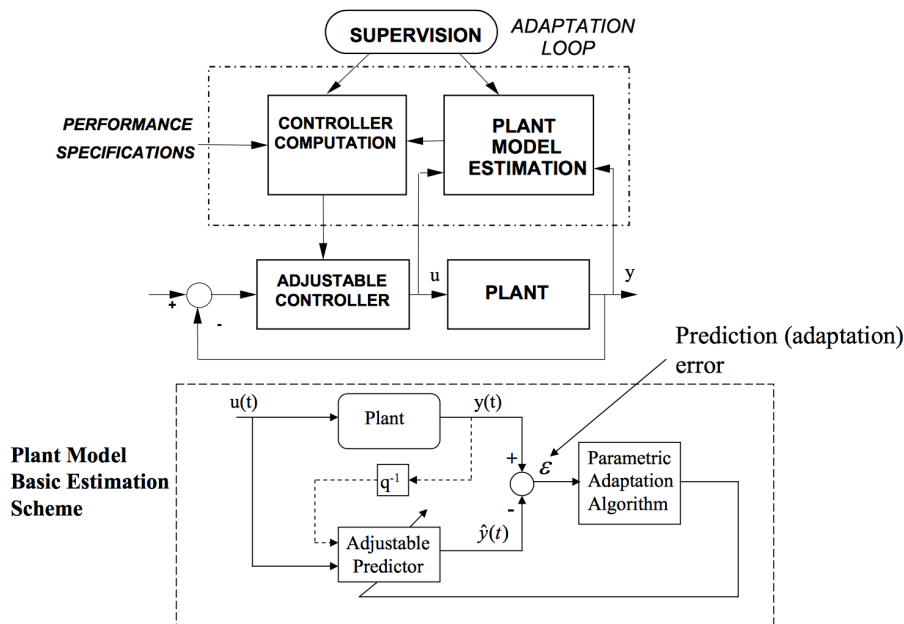 SUPERVISION
ADAPTATION
LOOP
PERFORMANCE
SPECIFICATIONS
CONTROLLER
COMPUTATION
PLANT
MODEL
ESTIMATION
ADJUSTABLE
CONTROLLER
u
PLANT
y
+
-
Prediction (adaptation)
error
Plant Model
Basic Estimation
Scheme
u(t)
Plant
y(t)
q⁻¹
+
-
ε
Parametric
Adaptation
Algorithm
Adjustable
Predictor
ŷ(t)